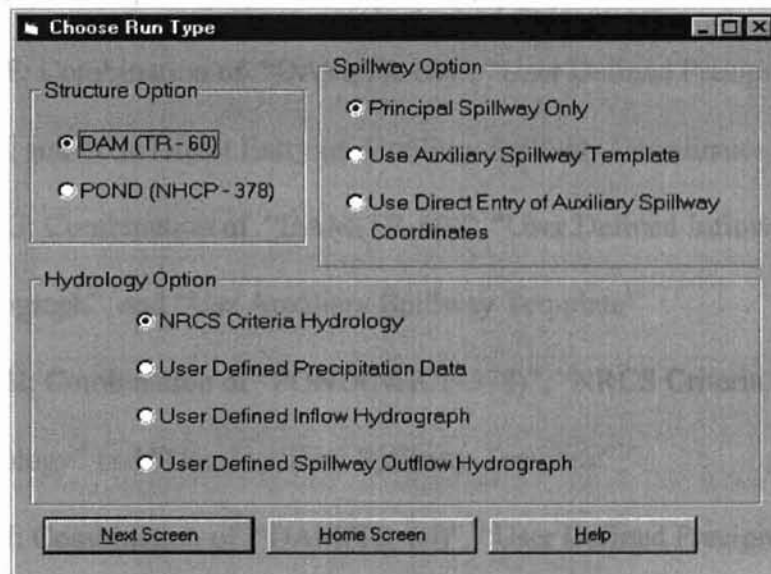 Choose Run Type
Structure Option
DAM (TR - 60)
POND (NHCP - 378)
Spillway Option
Principal Spillway Only
Use Auxiliary Spillway Template
Use Direct Entry of Auxiliary Spillway
Coordinates
Hydrology Option
NRCS Criteria Hydrology
User Defined Precipitation Data
User Defined Inflow Hydrograph
User Defined Spillway Outflow Hydrograph
Next Screen
Home Screen
Help